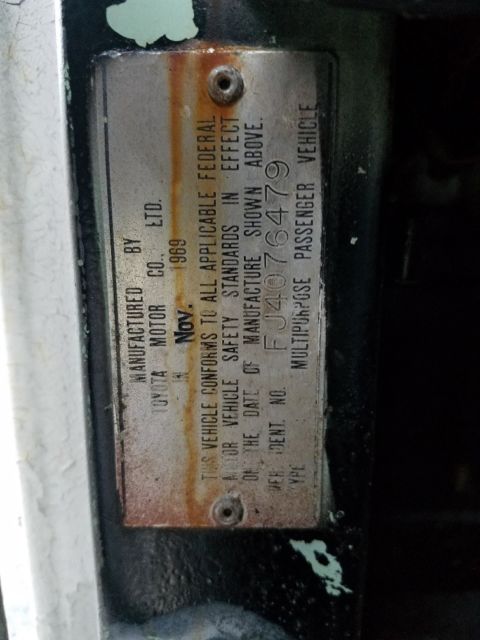 MANUFACTURED BY
TOYOTA MOTOR CO., LTD.
IN Nov. 1969
THIS VEHICLE CONFORMS TO ALL APPLICABLE FEDERAL
MOTOR VEHICLE SAFETY STANDARDS IN EFFECT
ON THE DATE OF MANUFACTURE SHOWN ABOVE.
VEH. IDENT. NO. FJ4076479
TYPE MULTIPURPOSE PASSENGER VEHICLE